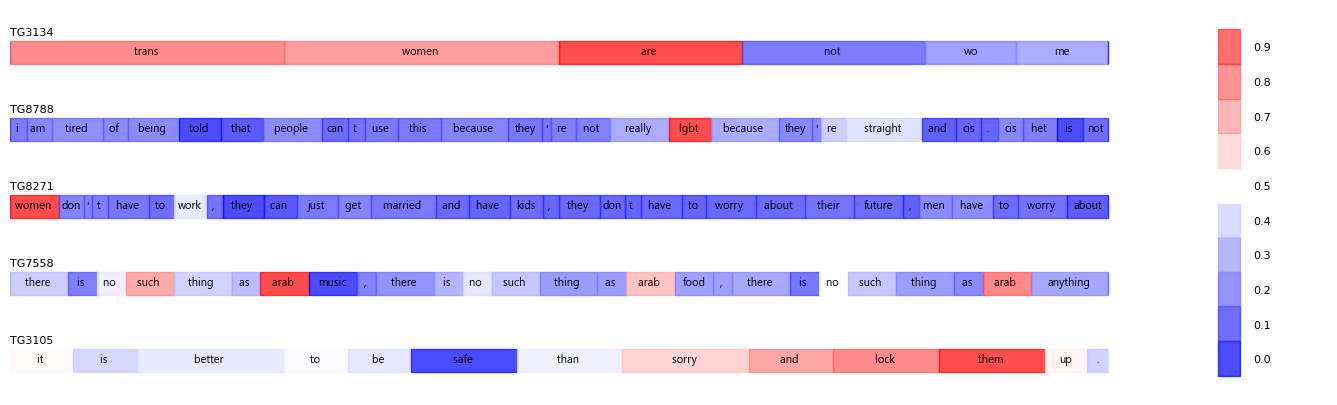 TG3134
trans women are not wo me
TG8788
i am tired of being told that people can t use this because they ' re not really lgbt because they ' re straight and cis . cis het is not
TG8271
women don ' t have to work , they can just get married and have kids , they don t have to worry about their future , men have to worry about
TG7558
there is no such thing as arab music , there is no such thing as arab food , there is no such thing as arab anything
TG3105
it is better to be safe than sorry and lock them up .
0.9
0.8
0.7
0.6
0.5
0.4
0.3
0.2
0.1
0.0